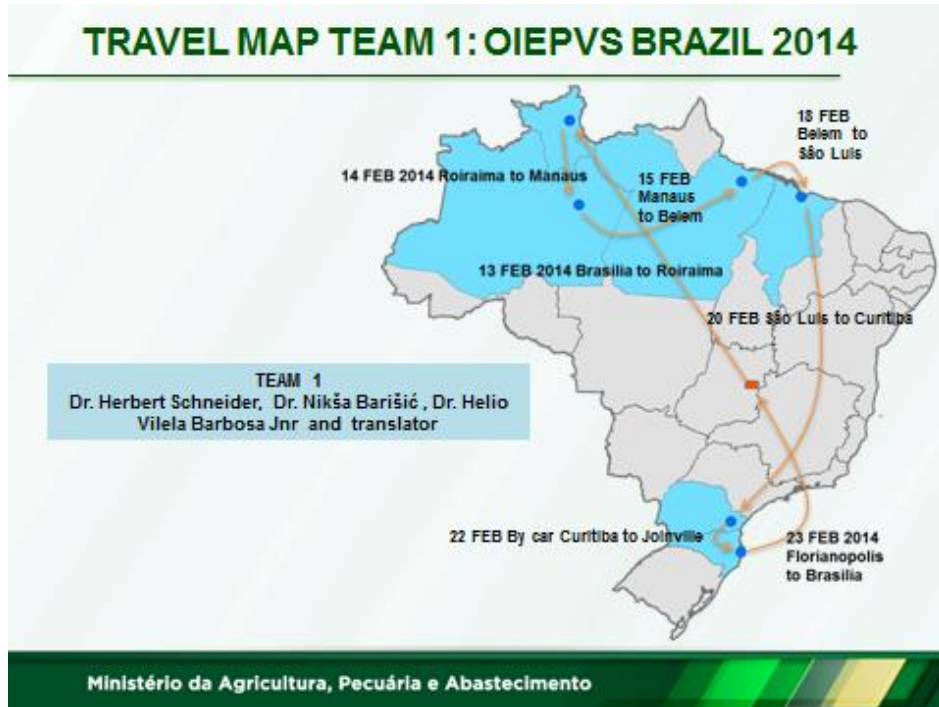 TRAVEL MAP TEAM 1: OIEPVS BRAZIL 2014
18 FEB
Belem to
São Luis
14 FEB 2014 Roiraima to Manaus
15 FEB
Manaus
to Belem
13 FEB 2014 Brasilia to Roiraima
20 FEB São Luis to Curitiba
TEAM 1
Dr. Herbert Schneider, Dr. Nikša Barišić , Dr. Helio
Vilela Barbosa Jnr and translator
22 FEB By car Curitiba to Joinville
23 FEB 2014
Florianopolis
to Brasilia
Ministério da Agricultura, Pecuária e Abastecimento